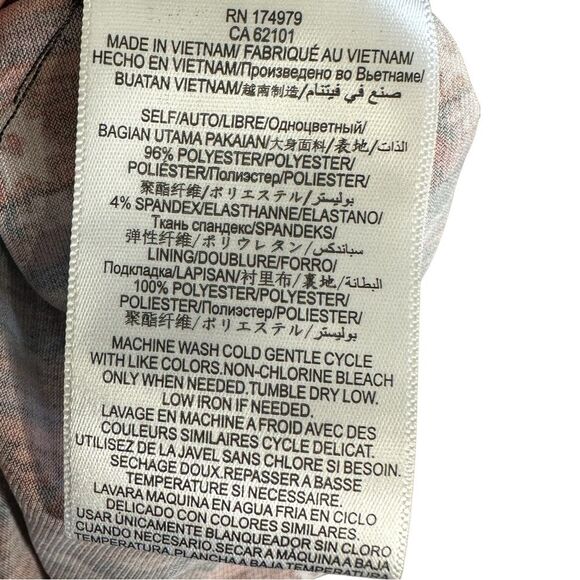 RN 174979
CA 62101
MADE IN VIETNAM/ FABRIQUÉ AU VIETNAM/
HECHO EN VIETNAM/Произведено во Вьетнаме/
BUATAN VIETNAM/越南制造/صنع في فيتنام
SELF/AUTO/LIBRE/Одноцветный/
BAGIAN UTAMA PAKAIAN/大身面料/表地/الذات
96% POLYESTER/POLYESTER/
POLIÉSTER/Полиэстер/POLIESTER/
聚酯纤维/ポリエステル/بوليستر
4% SPANDEX/ELASTHANNE/ELASTANO/
Ткань спандекс/SPANDEKS/
弹性纤维/ポリウレタン/سباندكس
LINING/DOUBLURE/FORRO/
Подкладка/LAPISAN/衬里布/裏地/البطانة
100% POLYESTER/POLYESTER/
POLIESTER/Полиэстер/POLIESTER/
聚酯纤维/ポリエステル/بوليستر
MACHINE WASH COLD GENTLE CYCLE
WITH LIKE COLORS.NON-CHLORINE BLEACH
ONLY WHEN NEEDED.TUMBLE DRY LOW.
LOW IRON IF NEEDED.
LAVAGE EN MACHINE A FROID AVEC DES
COULEURS SIMILAIRES CYCLE DELICAT.
UTILISEZ DE LA JAVEL SANS CHLORE SI BESOIN.
SECHAGE DOUX.REPASSER A BASSE
TEMPERATURE SI NECESSAIRE.
LAVARA MAQUINA EN AGUA FRIA EN CICLO
DELICADO CON COLORES SIMILARES.
USAR ÚNICAMENTE BLANQUEADOR SIN CLORO
CUANDO NECESARIO.SECAR A MÁQUINA A BAJA
TEMPERATURA.PLANCHA A BAJA TEMPERATURA